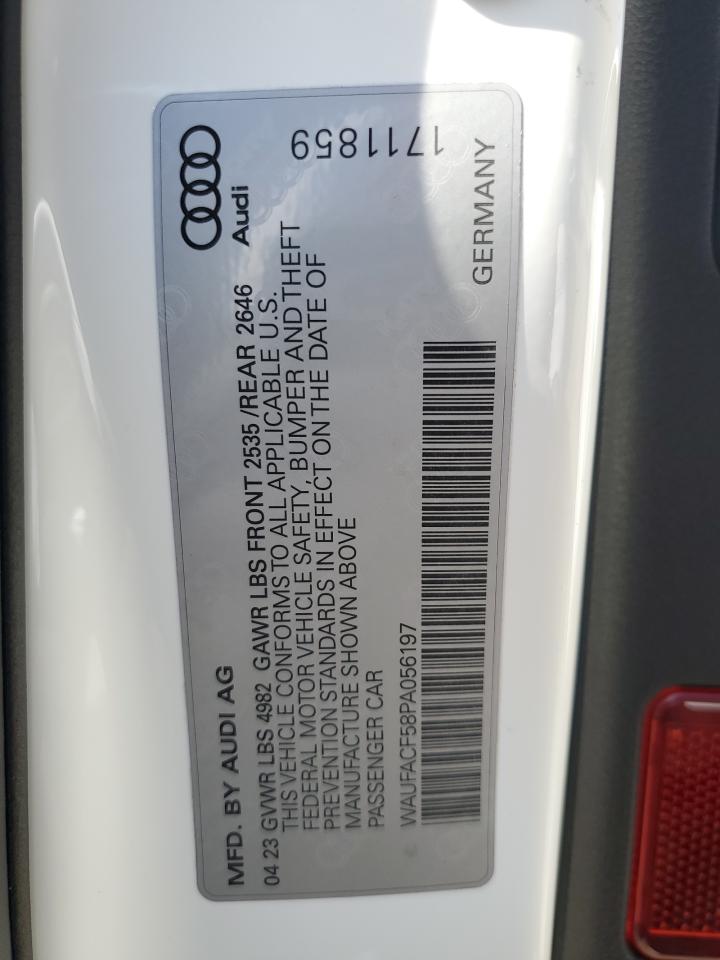 MFD. BY AUDI AG
Audi
04 23 GVWR LBS 4982 GAWR LBS FRONT 2535 /REAR 2646
THIS VEHICLE CONFORMS TO ALL APPLICABLE U.S.
FEDERAL MOTOR VEHICLE SAFETY, BUMPER AND THEFT
PREVENTION STANDARDS IN EFFECT ON THE DATE OF
MANUFACTURE SHOWN ABOVE
PASSENGER CAR
WAUFACF58PA056197
GERMANY
1711859